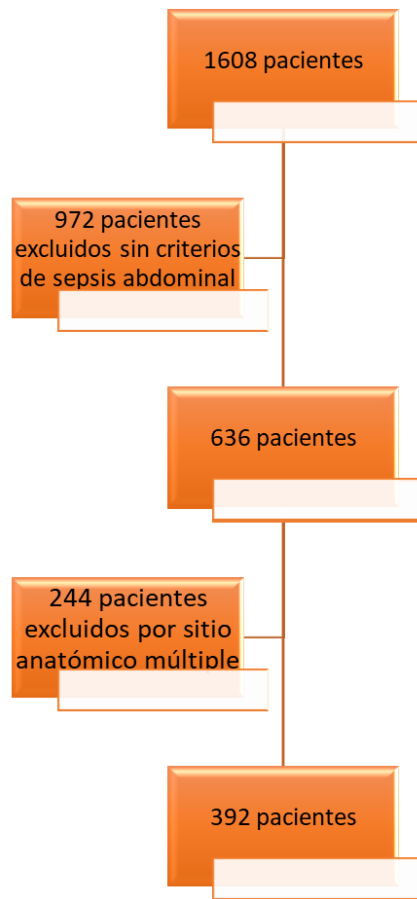 1608 pacientes
972 pacientes
excluidos sin criterios
de sepsis abdominal
636 pacientes
244 pacientes
excluidos por sitio
anatómico múltiple
392 pacientes